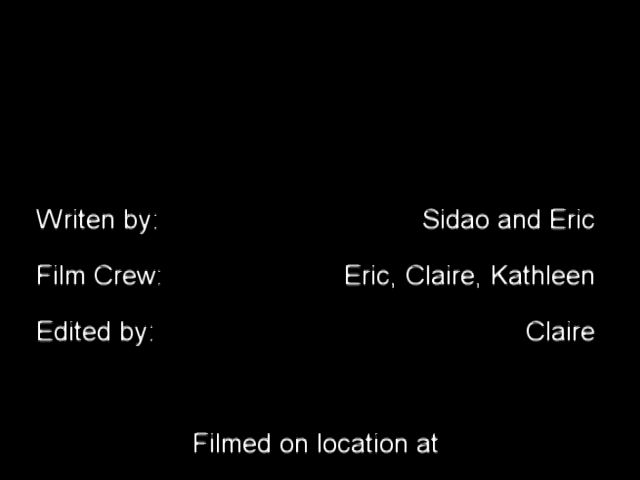 Writen by: Sidao and Eric
Film Crew: Eric, Claire, Kathleen
Edited by: Claire
Filmed on location at